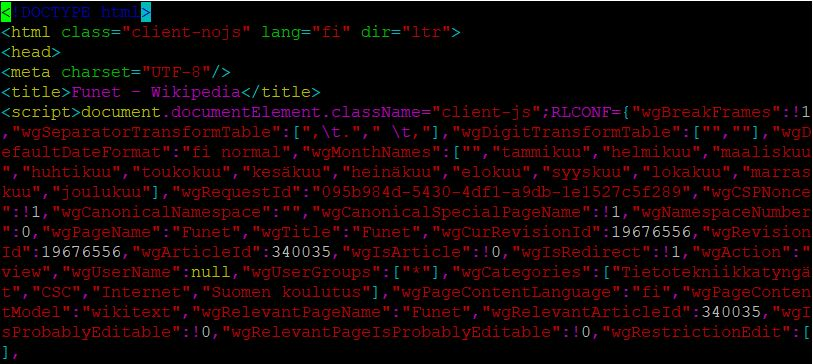 <!DOCTYPE html>
<html class="client-nojs" lang="fi" dir="ltr">
<head>
<meta charset="UTF-8"/>
<title>Funet – Wikipedia</title>
<script>document.documentElement.className="client-js";RLCONF={"wgBreakFrames":!1
,"wgSeparatorTransformTable":[",\t."," \t,"],"wgDigitTransformTable":["",""],"wgD
efaultDateFormat":"fi normal","wgMonthNames":["","tammikuu","helmikuu","maaliskuu
","huhtikuu","toukokuu","kesäkuu","heinäkuu","elokuu","syyskuu","lokakuu","marras
kuu","joulukuu"],"wgRequestId":"095b984d-5430-4df1-a9db-1e1527c5f289","wgCSPNonce
":!1,"wgCanonicalNamespace":"","wgCanonicalSpecialPageName":!1,"wgNamespaceNumber
":0,"wgPageName":"Funet","wgTitle":"Funet","wgCurRevisionId":19676556,"wgRevision
Id":19676556,"wgArticleId":340035,"wgIsArticle":!0,"wgIsRedirect":!1,"wgAction":"
view","wgUserName":null,"wgUserGroups":["*"],"wgCategories":["Tietotekniikkatyngä
t","CSC","Internet","Suomen koulutus"],"wgPageContentLanguage":"fi","wgPageConten
tModel":"wikitext","wgRelevantPageName":"Funet","wgRelevantArticleId":340035,"wgI
sProbablyEditable":!0,"wgRelevantPageIsProbablyEditable":!0,"wgRestrictionEdit":[
],